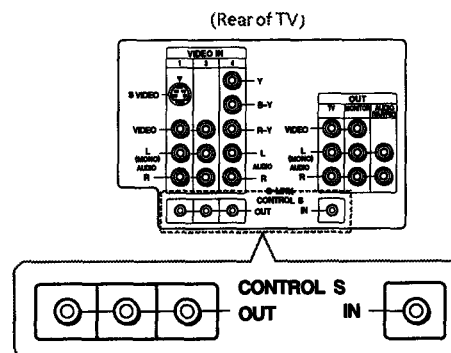 (Rear of TV)
VIDEO IN
1 3 4
S VIDEO
Y
B-Y
VIDEO
R-Y
L
(MONO)
AUDIO
R
L
AUDIO
R
OUT
TV MONITOR AUDIO
VIDEO
L
(MONO)
AUDIO
R
CONTROL S
OUT
IN
CONTROL S
OUT
IN